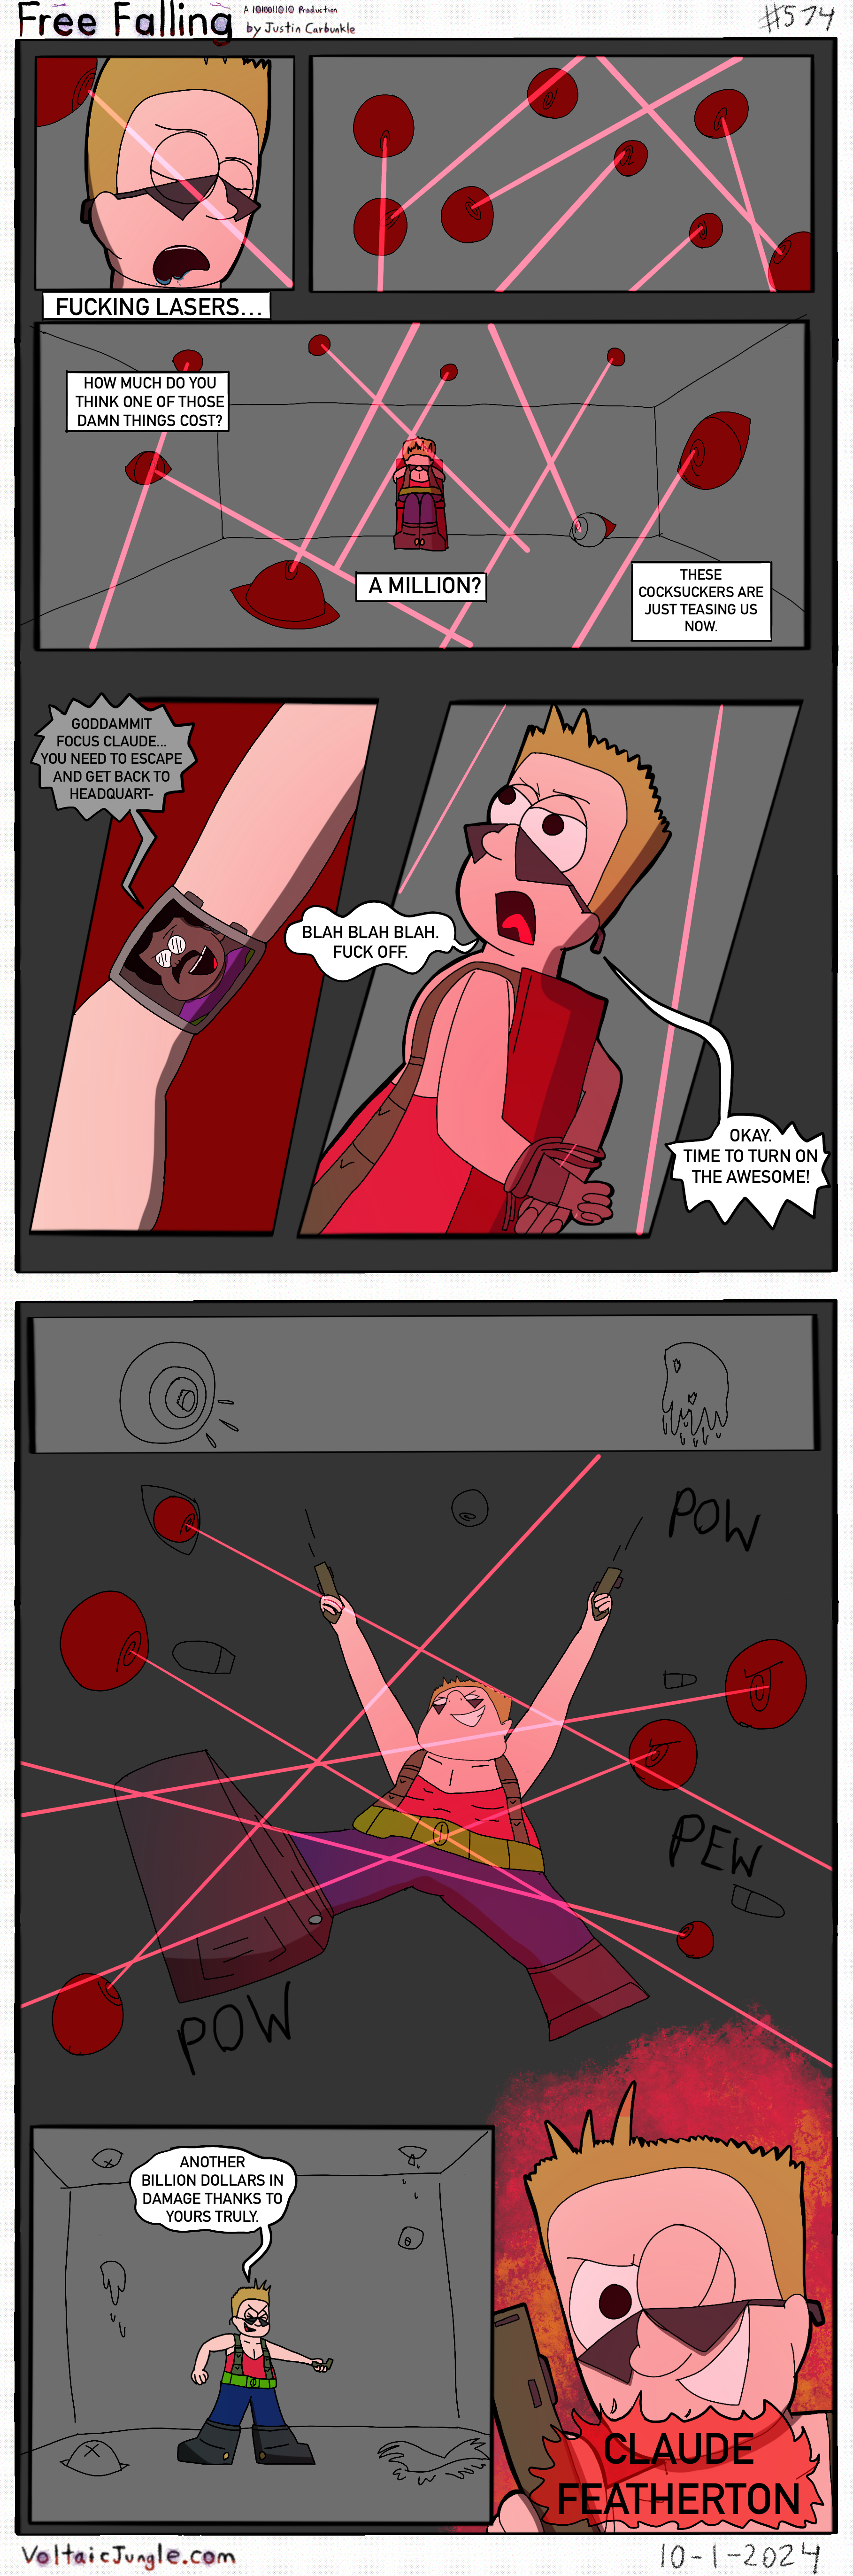 Free Falling
A 1010011010 Production
by Justin Carbunkle
#574
FUCKING LASERS...
HOW MUCH DO YOU
THINK ONE OF THOSE
DAMN THINGS COST?
A MILLION?
THESE
COCKSUCKERS ARE
JUST TEASING US
NOW.
GODDAMMIT
FOCUS CLAUDE...
YOU NEED TO ESCAPE
AND GET BACK TO
HEADQUART-
BLAH BLAH BLAH.
FUCK OFF.
OKAY.
TIME TO TURN ON
THE AWESOME!
POW
PEW
POW
ANOTHER
BILLION DOLLARS IN
DAMAGE THANKS TO
YOURS TRULY.
CLAUDE
FEATHERTON
VoltaicJungle.com
10-1-2024